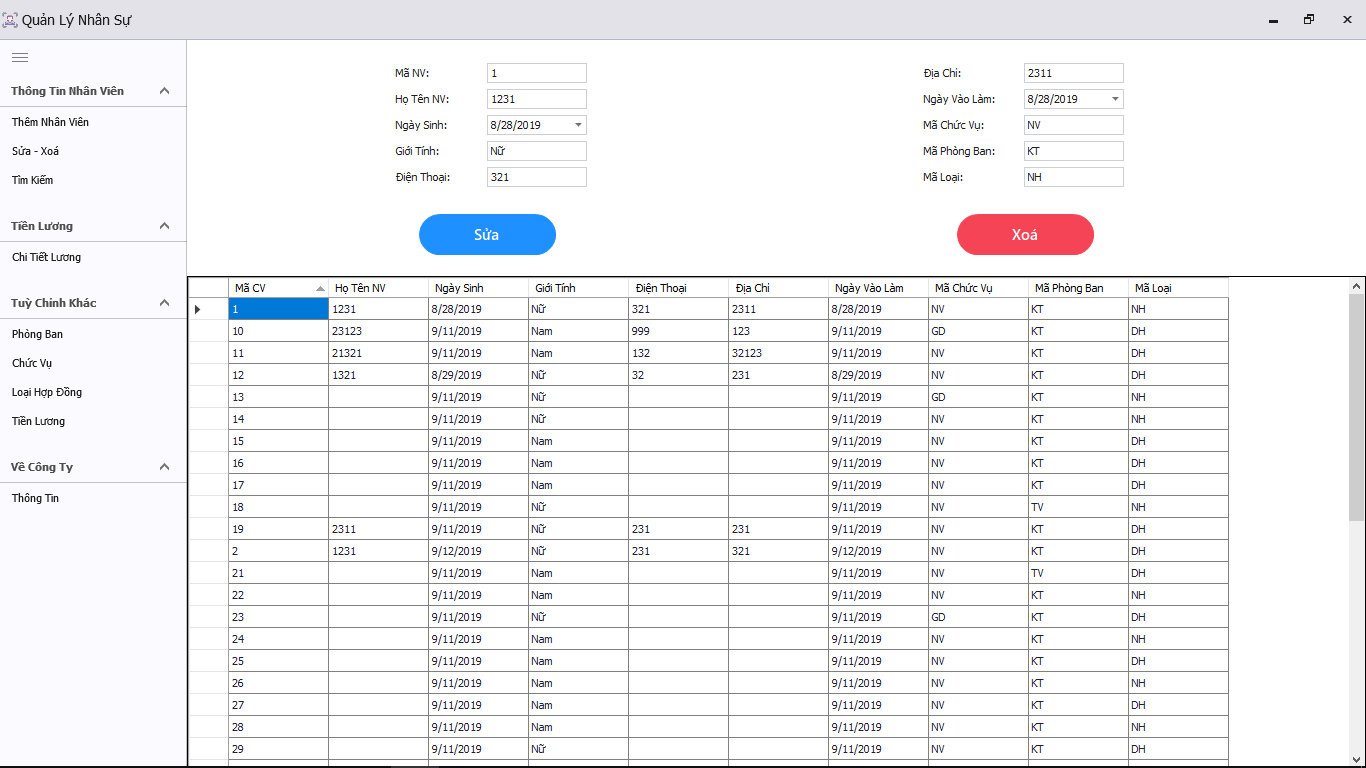 Quản Lý Nhân Sự
Thông Tin Nhân Viên
Thêm Nhân Viên
Sửa - Xoá
Tìm Kiếm
Tiền Lương
Chi Tiết Lương
Tuỳ Chỉnh Khác
Phòng Ban
Chức Vụ
Loại Hợp Đồng
Tiền Lương
Về Công Ty
Thông Tin
Mã NV: 1
Họ Tên NV: 1231
Ngày Sinh: 8/28/2019
Giới Tính: Nữ
Điện Thoại: 321
Địa Chỉ: 2311
Ngày Vào Làm: 8/28/2019
Mã Chức Vụ: NV
Mã Phòng Ban: KT
Mã Loại: NH
Sửa
Xoá
Mã CV Họ Tên NV Ngày Sinh Giới Tính Điện Thoại Địa Chỉ Ngày Vào Làm Mã Chức Vụ Mã Phòng Ban Mã Loại
1 1231 8/28/2019 Nữ 321 2311 8/28/2019 NV KT NH
10 23123 9/11/2019 Nam 999 123 9/11/2019 GD KT DH
11 21321 9/11/2019 Nam 132 32123 9/11/2019 NV KT DH
12 1321 8/29/2019 Nữ 32 231 8/29/2019 NV KT DH
13 9/11/2019 Nữ 9/11/2019 GD KT NH
14 9/11/2019 Nữ 9/11/2019 NV KT NH
15 9/11/2019 Nam 9/11/2019 NV KT DH
16 9/11/2019 Nam 9/11/2019 NV KT DH
17 9/11/2019 Nam 9/11/2019 NV KT DH
18 9/11/2019 Nữ 9/11/2019 NV TV NH
19 2311 9/11/2019 Nữ 231 231 9/11/2019 NV KT DH
2 1231 9/12/2019 Nữ 231 321 9/12/2019 NV KT DH
21 9/11/2019 Nam 9/11/2019 NV TV DH
22 9/11/2019 Nam 9/11/2019 NV KT NH
23 9/11/2019 Nữ 9/11/2019 GD KT DH
24 9/11/2019 Nam 9/11/2019 NV KT NH
25 9/11/2019 Nam 9/11/2019 NV KT DH
26 9/11/2019 Nam 9/11/2019 NV KT NH
27 9/11/2019 Nam 9/11/2019 NV KT DH
28 9/11/2019 Nam 9/11/2019 NV KT NH
29 9/11/2019 Nữ 9/11/2019 NV KT DH